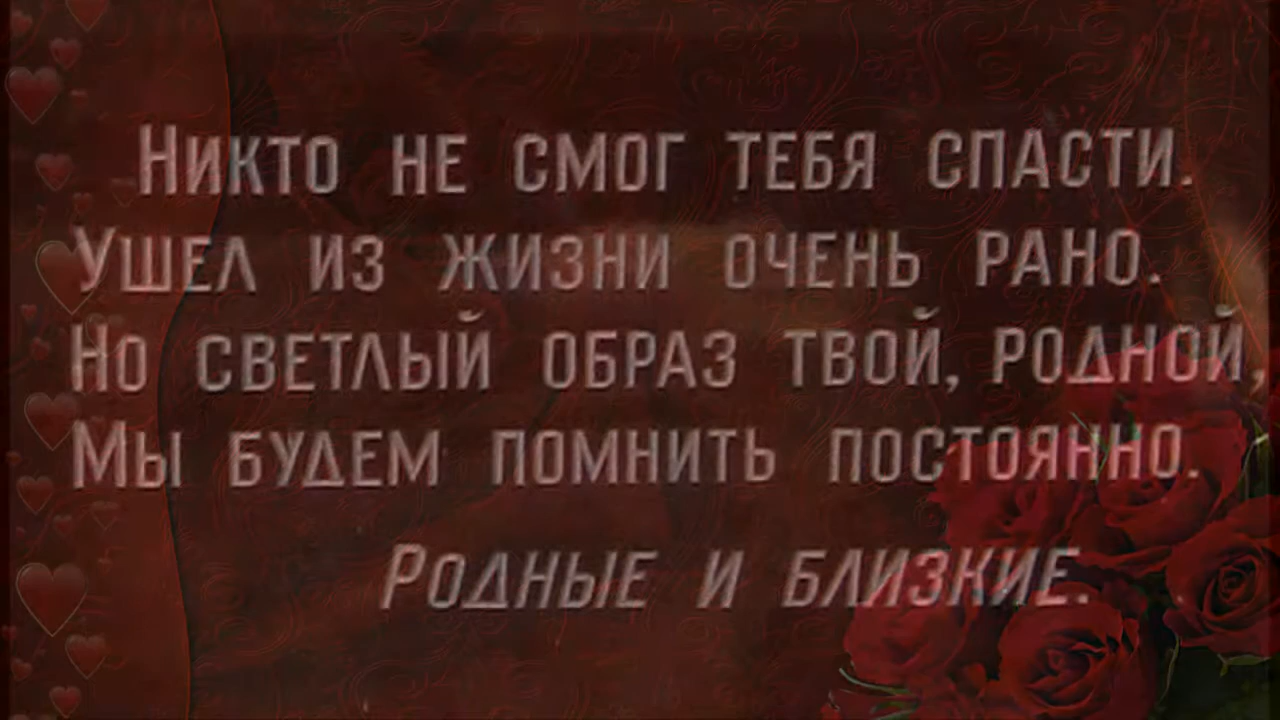 Никто не смог тебя спасти.
Ушел из жизни очень рано.
Но светлый образ твой, родной,
Мы будем помнить постоянно.
Родные и близкие.